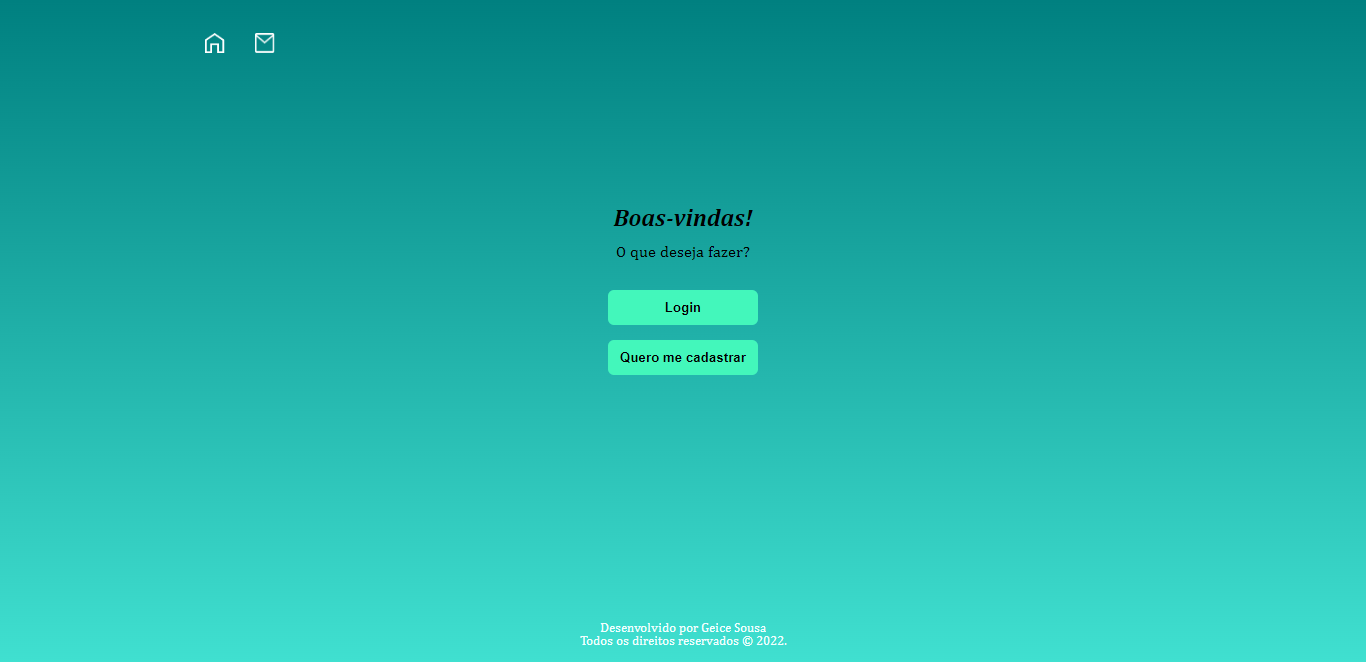 Boas-vindas!
O que deseja fazer?
Login
Quero me cadastrar
Desenvolvido por Geice Sousa
Todos os direitos reservados © 2022.